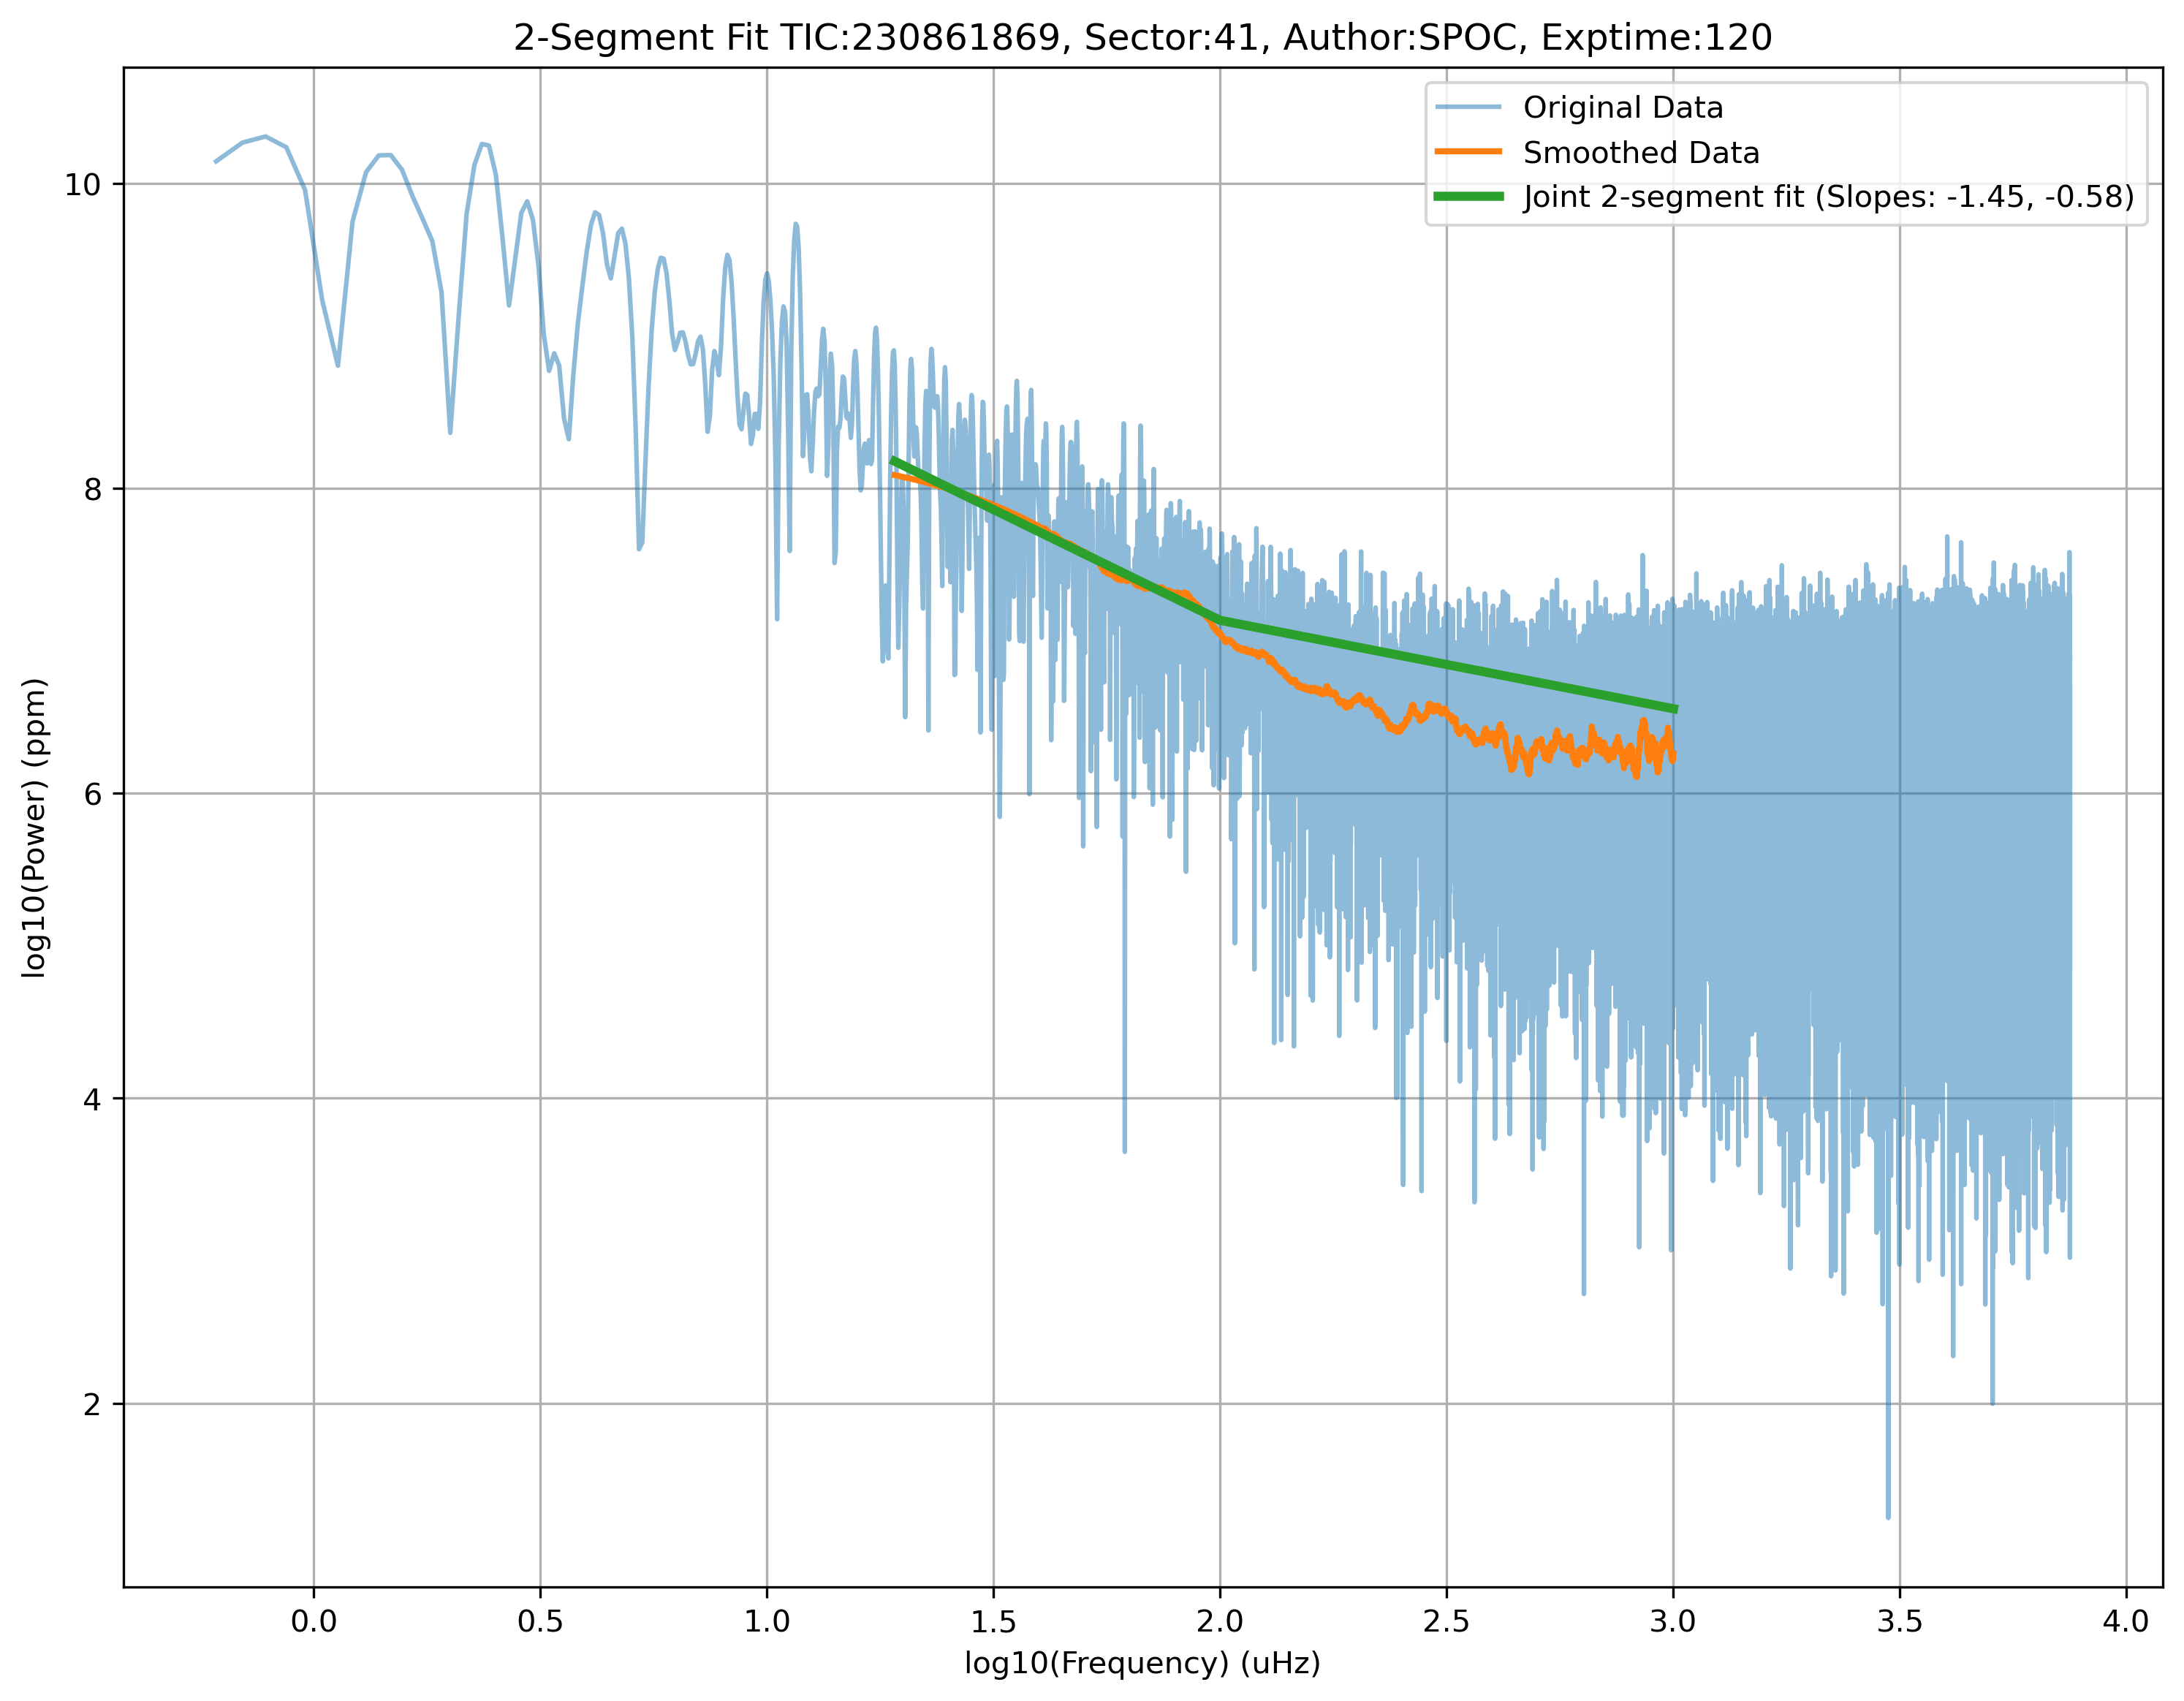 2-Segment Fit TIC:230861869, Sector:41, Author:SPOC, Exptime:120
Original Data
Smoothed Data
Joint 2-segment fit (Slopes: -1.45, -0.58)
log10(Power) (ppm)
10
8
6
4
2
0.0 0.5 1.0 1.5 2.0 2.5 3.0 3.5 4.0
log10(Frequency) (uHz)